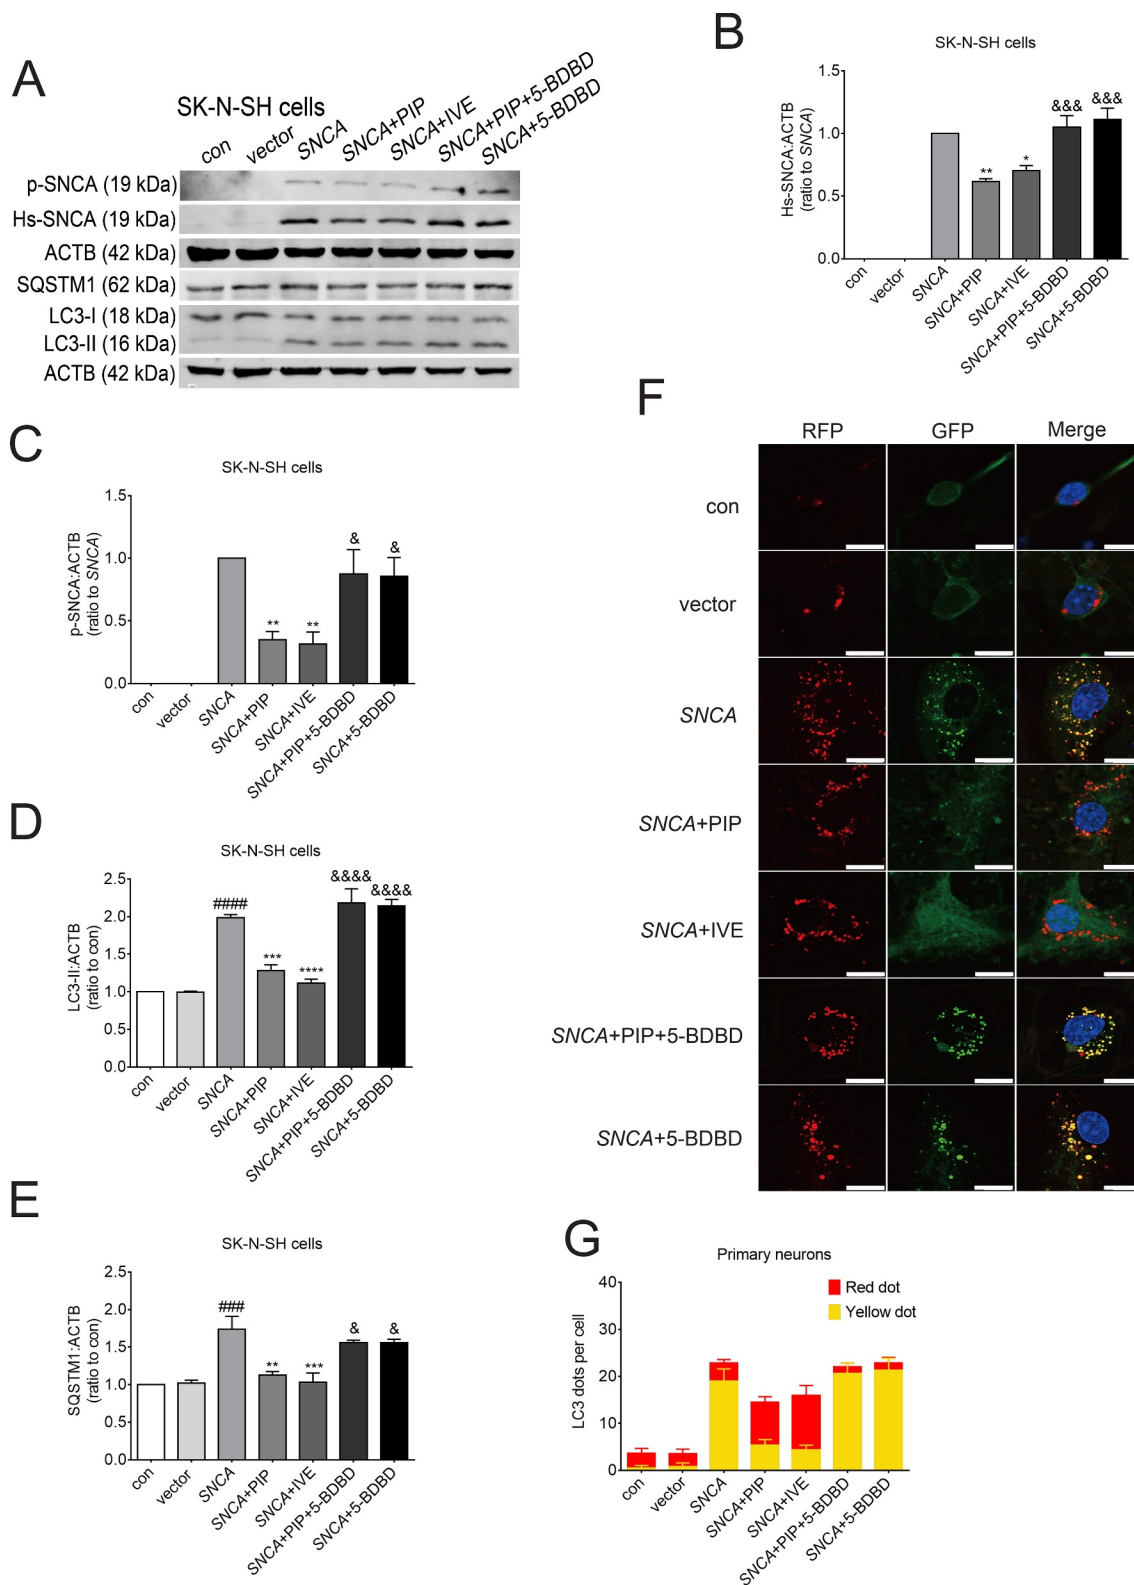 A
SK-N-SH cells
con
vector
SNCA
SNCA+PIP
SNCA+IVE
SNCA+PIP+5-BDBD
SNCA+5-BDBD
p-SNCA (19 kDa)
Hs-SNCA (19 kDa)
ACTB (42 kDa)
SQSTM1 (62 kDa)
LC3-I (18 kDa)
LC3-II (16 kDa)
ACTB (42 kDa)
B
SK-N-SH cells
Hs-SNCA:ACTB
(ratio to SNCA)
1.5
1.0
0.5
0.0
**
*
&&&
&&&
con
vector
SNCA
SNCA+PIP
SNCA+IVE
SNCA+PIP+5-BDBD
SNCA+5-BDBD
C
SK-N-SH cells
p-SNCA:ACTB
(ratio to SNCA)
1.5
1.0
0.5
0.0
**
**
&
&
con
vector
SNCA
SNCA+PIP
SNCA+IVE
SNCA+PIP+5-BDBD
SNCA+5-BDBD
D
SK-N-SH cells
LC3-II:ACTB
(ratio to con)
2.5
2.0
1.5
1.0
0.5
0.0
####
***
****
&&&&
&&&&
con
vector
SNCA
SNCA+PIP
SNCA+IVE
SNCA+PIP+5-BDBD
SNCA+5-BDBD
E
SK-N-SH cells
SQSTM1:ACTB
(ratio to con)
2.5
2.0
1.5
1.0
0.5
0.0
###
**
***
&
&
con
vector
SNCA
SNCA+PIP
SNCA+IVE
SNCA+PIP+5-BDBD
SNCA+5-BDBD
F
RFP
GFP
Merge
con
vector
SNCA
SNCA+PIP
SNCA+IVE
SNCA+PIP+5-BDBD
SNCA+5-BDBD
G
Primary neurons
LC3 dots per cell
40
30
20
10
0
Red dot
Yellow dot
con
vector
SNCA
SNCA+PIP
SNCA+IVE
SNCA+PIP+5-BDBD
SNCA+5-BDBD